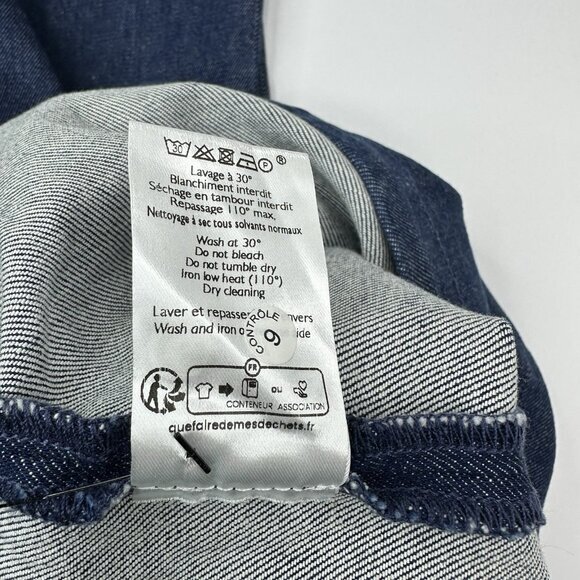 30 P ®
Lavage à 30°
Blanchiment interdit
Séchage en tambour interdit
Repassage 110° max.
Nettoyage à sec tous solvants normaux
Wash at 30°
Do not bleach
Do not tumble dry
Iron low heat (110°)
Dry cleaning
Laver et repasser
Wash and iron
CONTRÔLE
FR
OU
CONTENEUR ASSOCIATION
quefairedemesdechets.fr